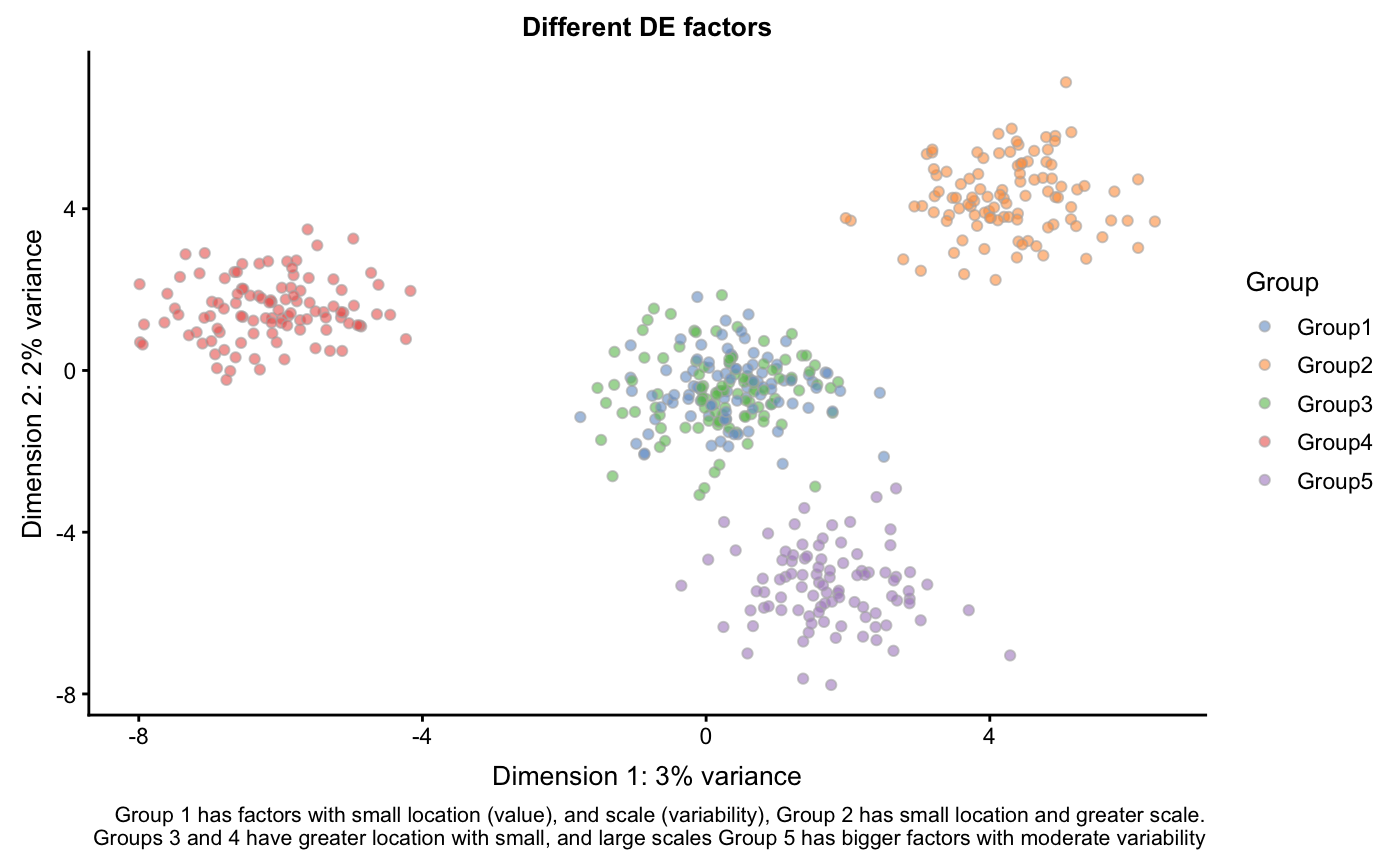 Different DE factors
Dimension 2: 2% variance
4
0
-4
-8
-8
-4
0
4
Dimension 1: 3% variance
Group
Group1
Group2
Group3
Group4
Group5
Group 1 has factors with small location (value), and scale (variability), Group 2 has small location and greater scale.
Groups 3 and 4 have greater location with small, and large scales Group 5 has bigger factors with moderate variability